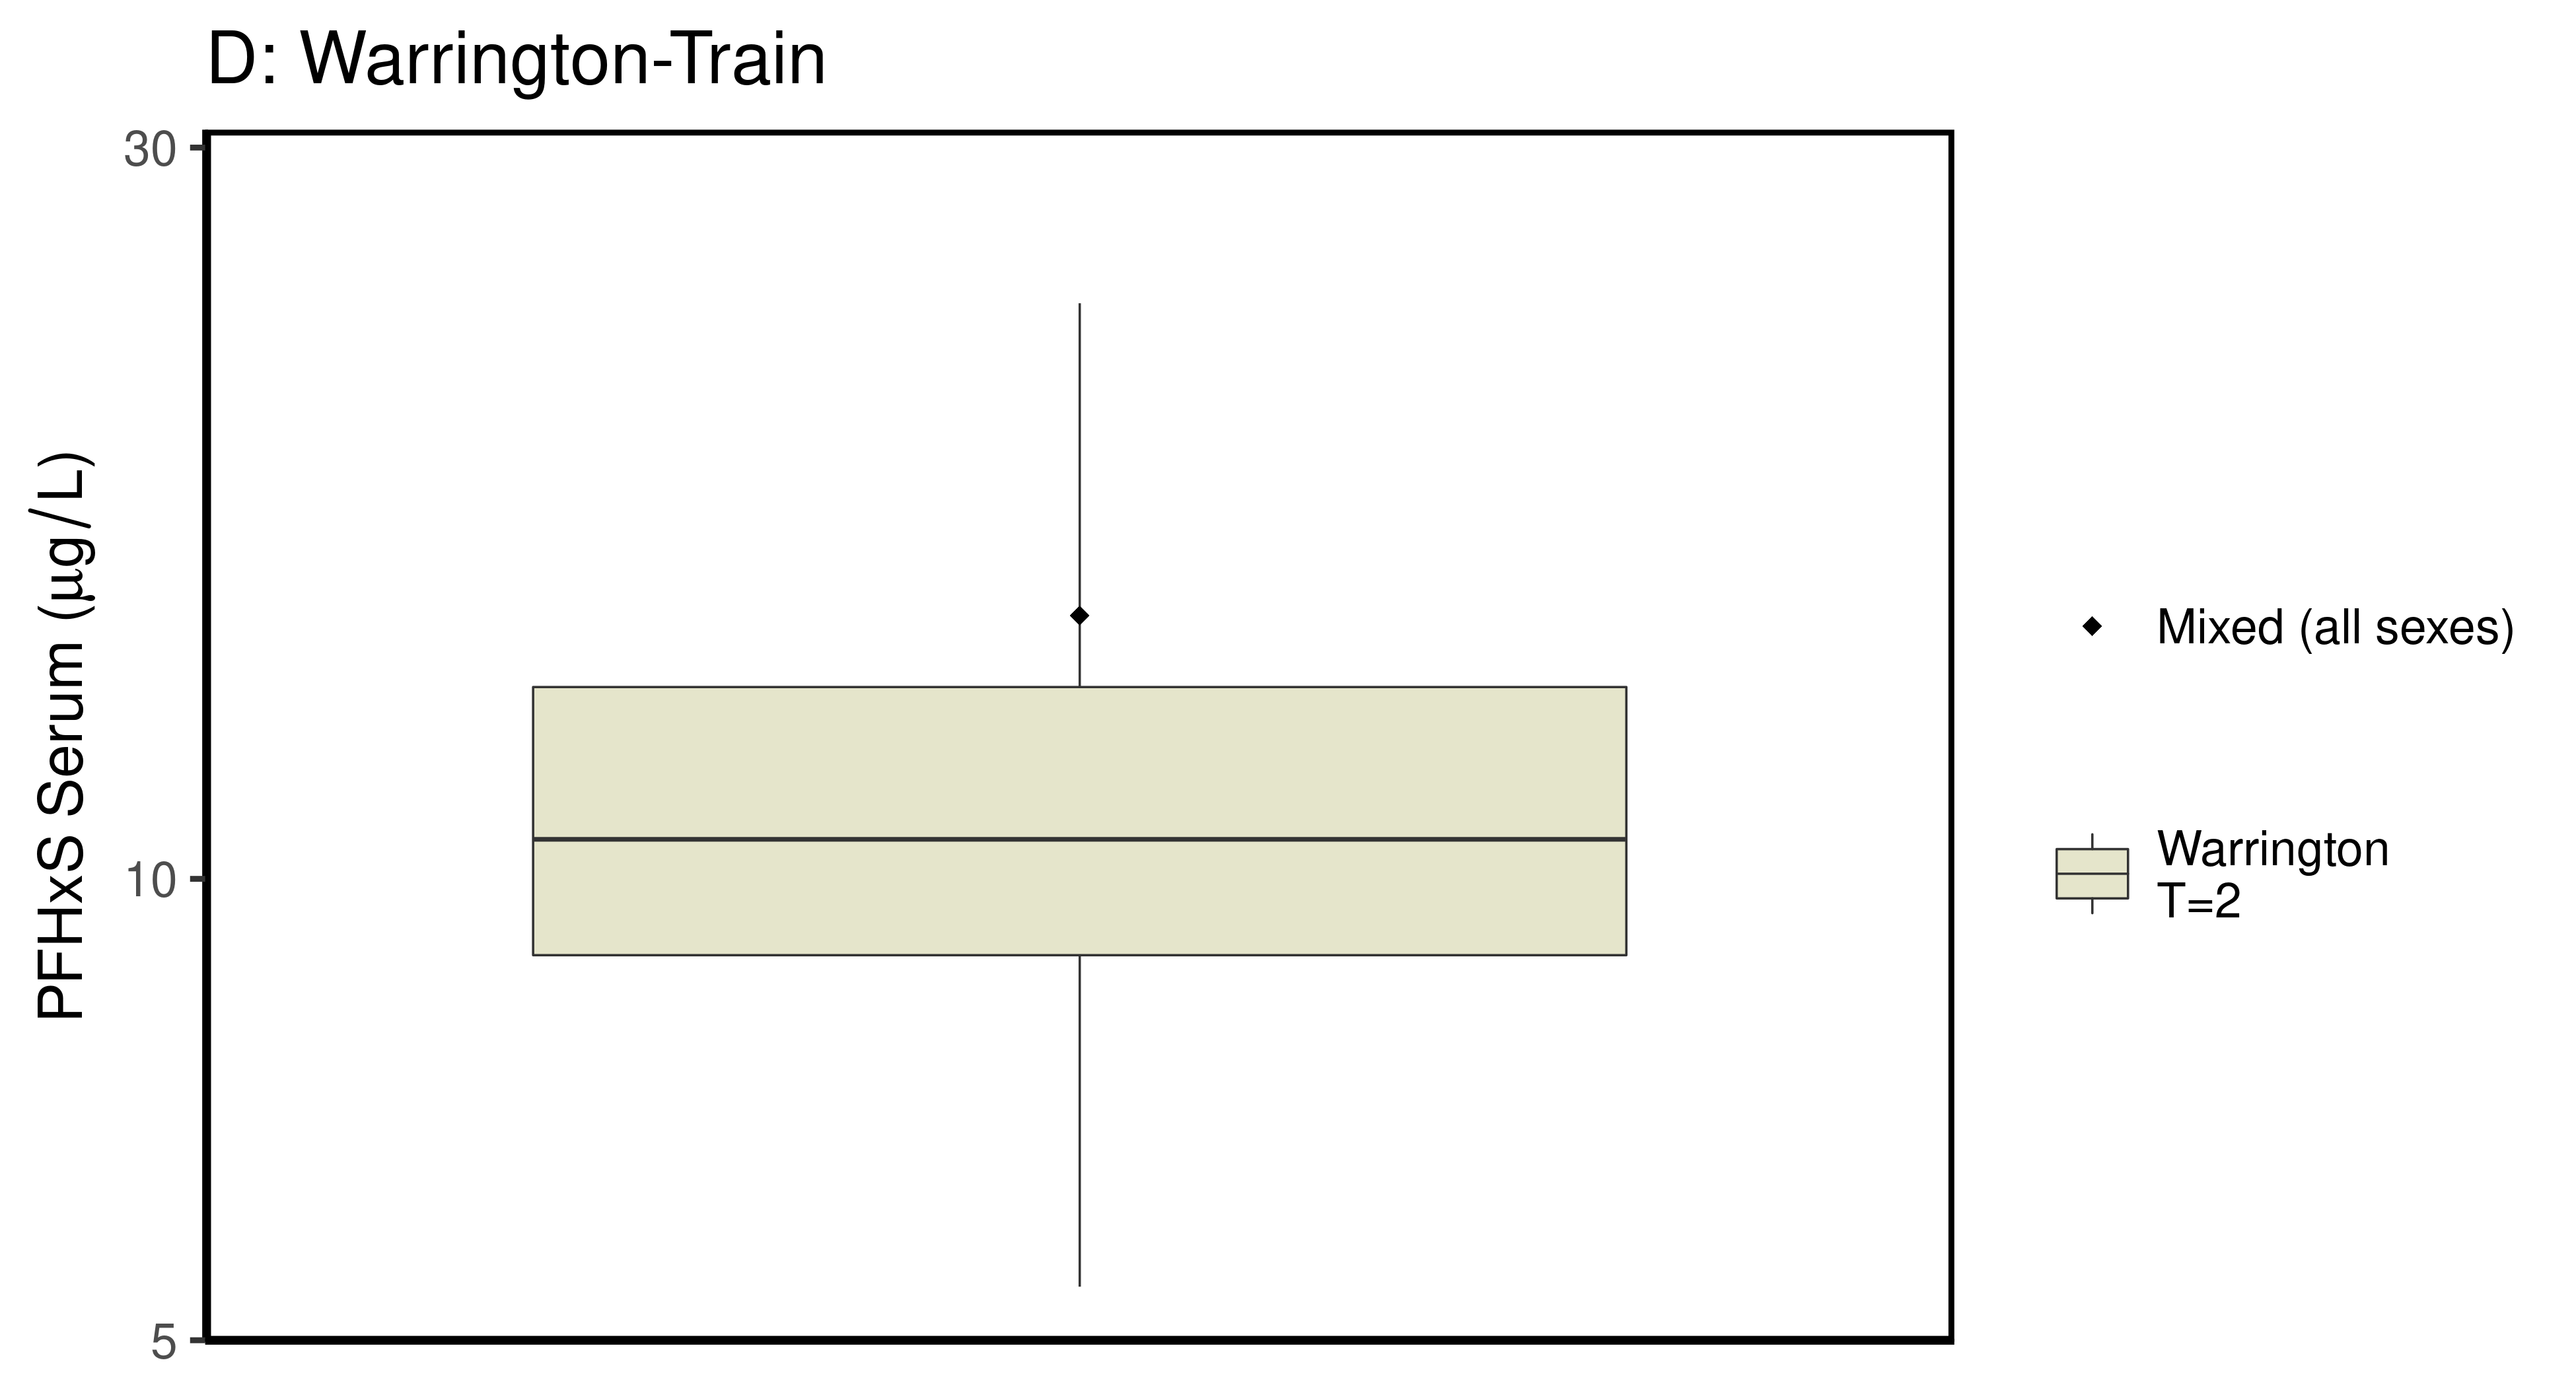 D: Warrington-Train
30
10
5
PFHxS Serum (μg/L)
Mixed (all sexes)
Warrington
T=2